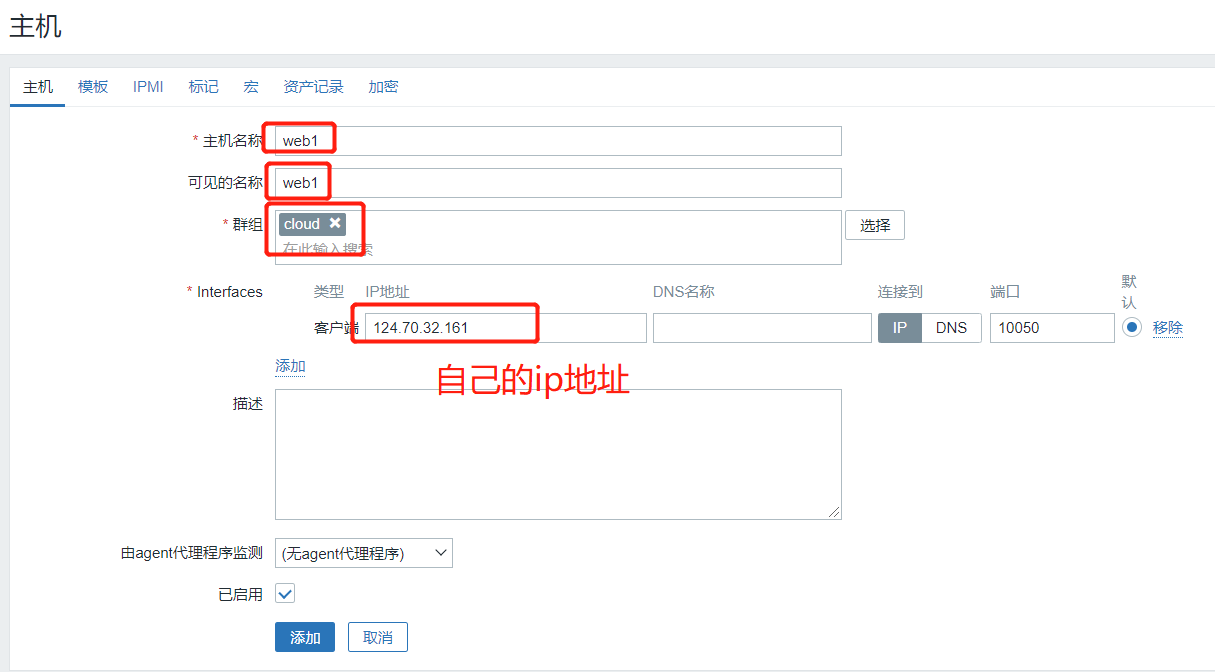 主机
主机 模板 IPMI 标记 宏 资产记录 加密
* 主机名称 web1
可见的名称 web1
* 群组 cloud 选择
在此输入搜索
* Interfaces 类型 IP地址 DNS名称 连接到 端口 默认
客户端 124.70.32.161 IP DNS 10050 移除
添加
自己的ip地址
描述
由agent代理程序监测 (无agent代理程序)
已启用
添加 取消